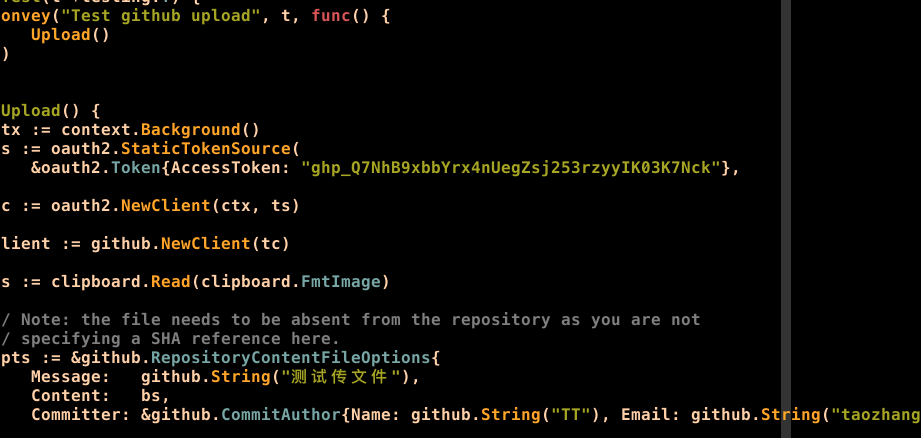 onvey("Test github upload", t, func() {
Upload()
)
Upload() {
tx := context.Background()
s := oauth2.StaticTokenSource(
&oauth2.Token{AccessToken: "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"},
c := oauth2.NewClient(ctx, ts)
lient := github.NewClient(tc)
s := clipboard.Read(clipboard.FmtImage)
/ Note: the file needs to be absent from the repository as you are not
/ specifying a SHA reference here.
pts := &github.RepositoryContentFileOptions{
Message: github.String("测试传文件"),
Content: bs,
Committer: &github.CommitAuthor{Name: github.String("TT"), Email: github.String("taozhang